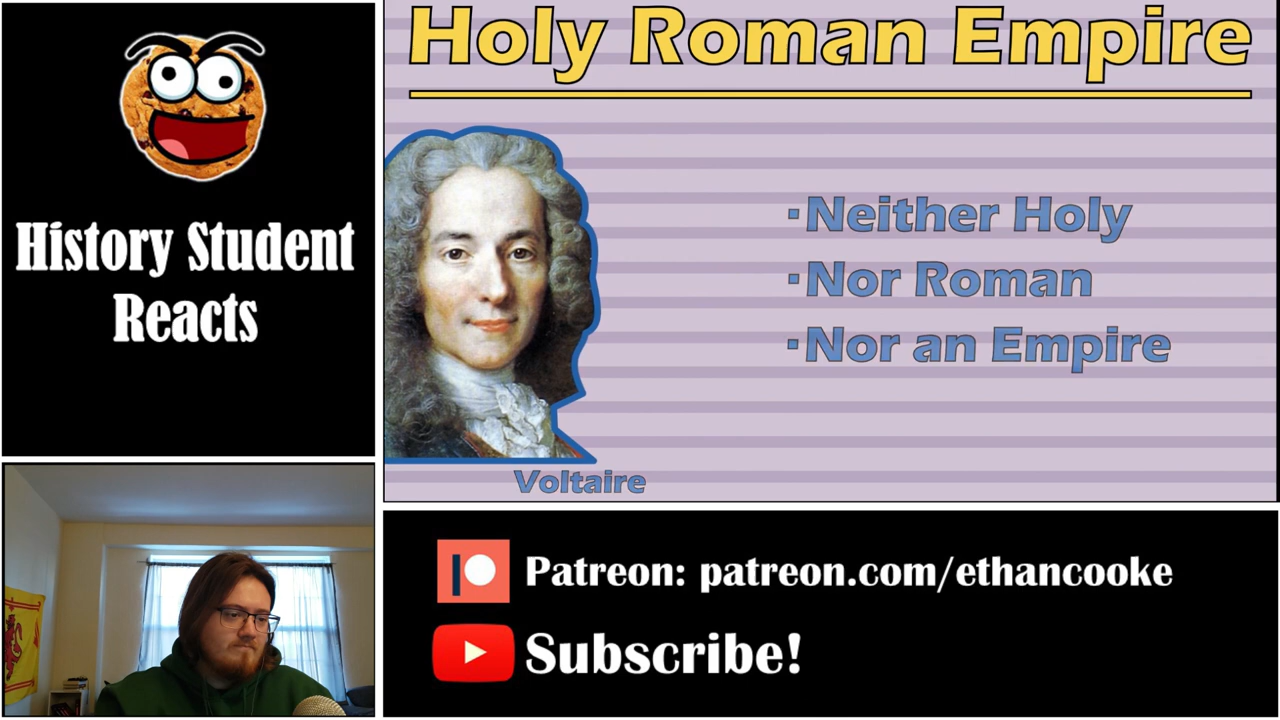 History Student
Reacts
Holy Roman Empire
·Neither Holy
·Nor Roman
·Nor an Empire
Voltaire
Patreon: patreon.com/ethancooke
Subscribe!